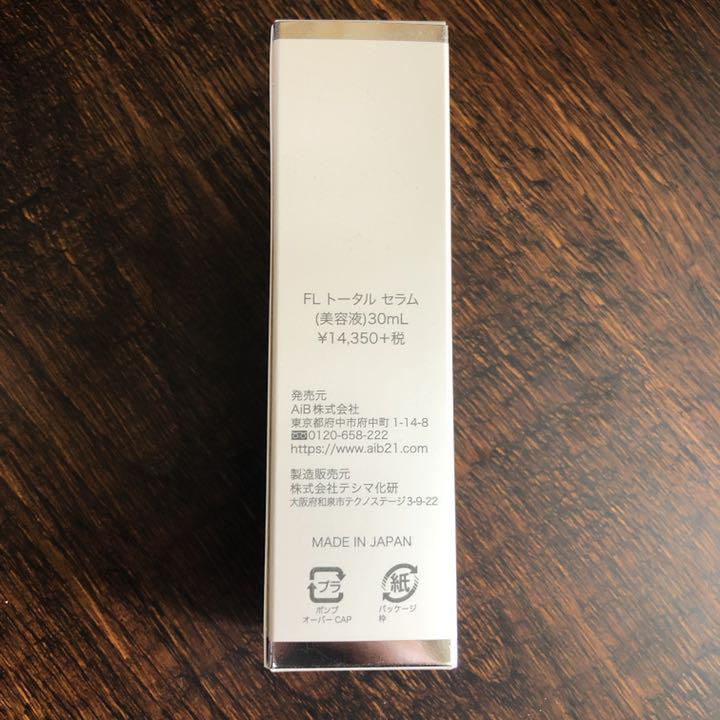 FL トータル セラム
(美容液)30mL
¥14,350+税
発売元
AiB株式会社
東京都府中市府中町 1-14-8
0120-658-222
https://www.aib21.com
製造販売元
株式会社テシマ化研
大阪府和泉市テクノステージ3-9-22
MADE IN JAPAN
プラ
ポンプ
オーバー CAP
紙
パッケージ
枠